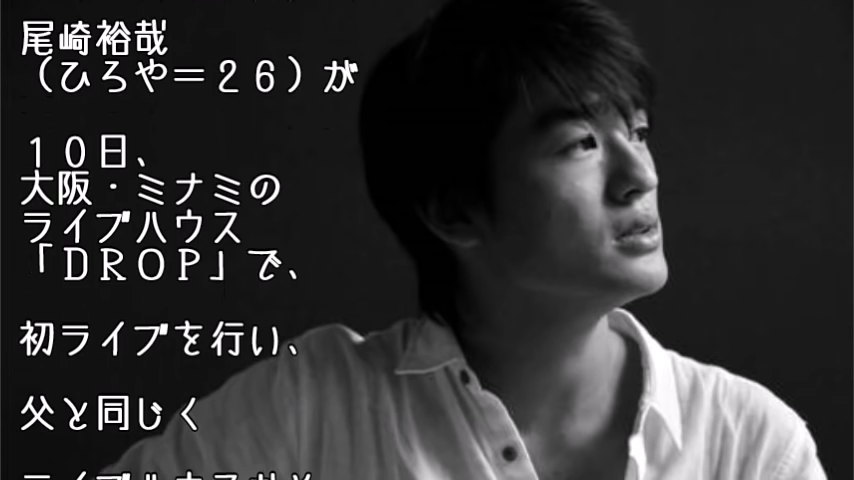 尾崎裕哉
（ひろや＝２６）が
１０日、
大阪・ミナミの
ライブハウス
「ＤＲＯＰ」で、
初ライブを行い、
父と同じく